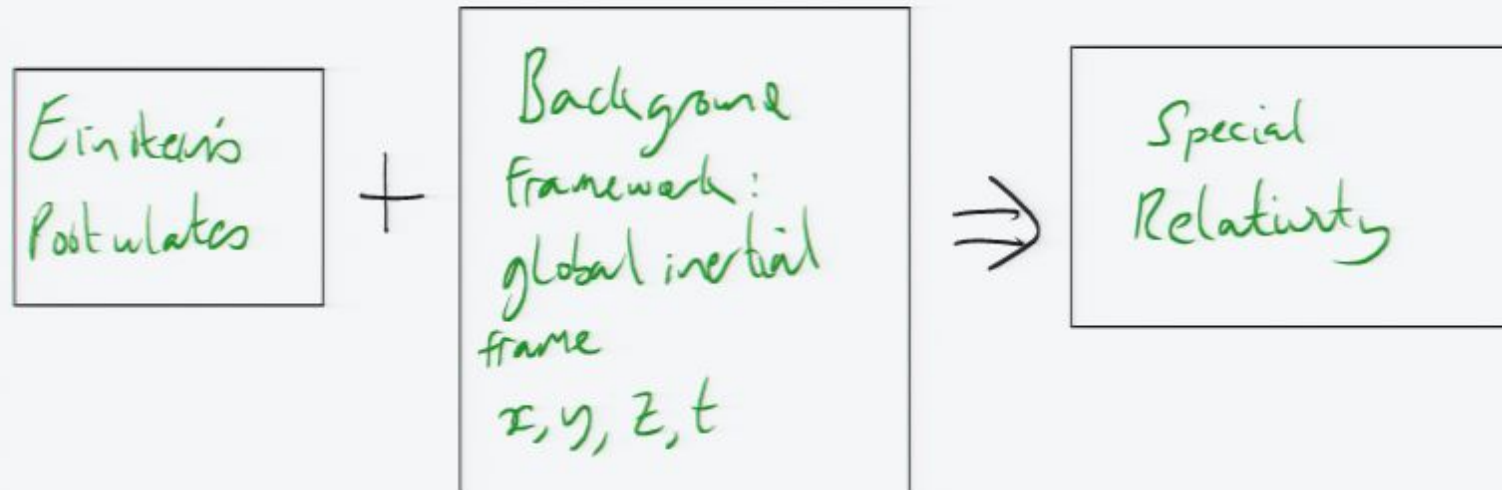 Einstein's
Postulates
+
Background
Framework:
global inertial
frame
x, y, z, t
⇒
Special
Relativity